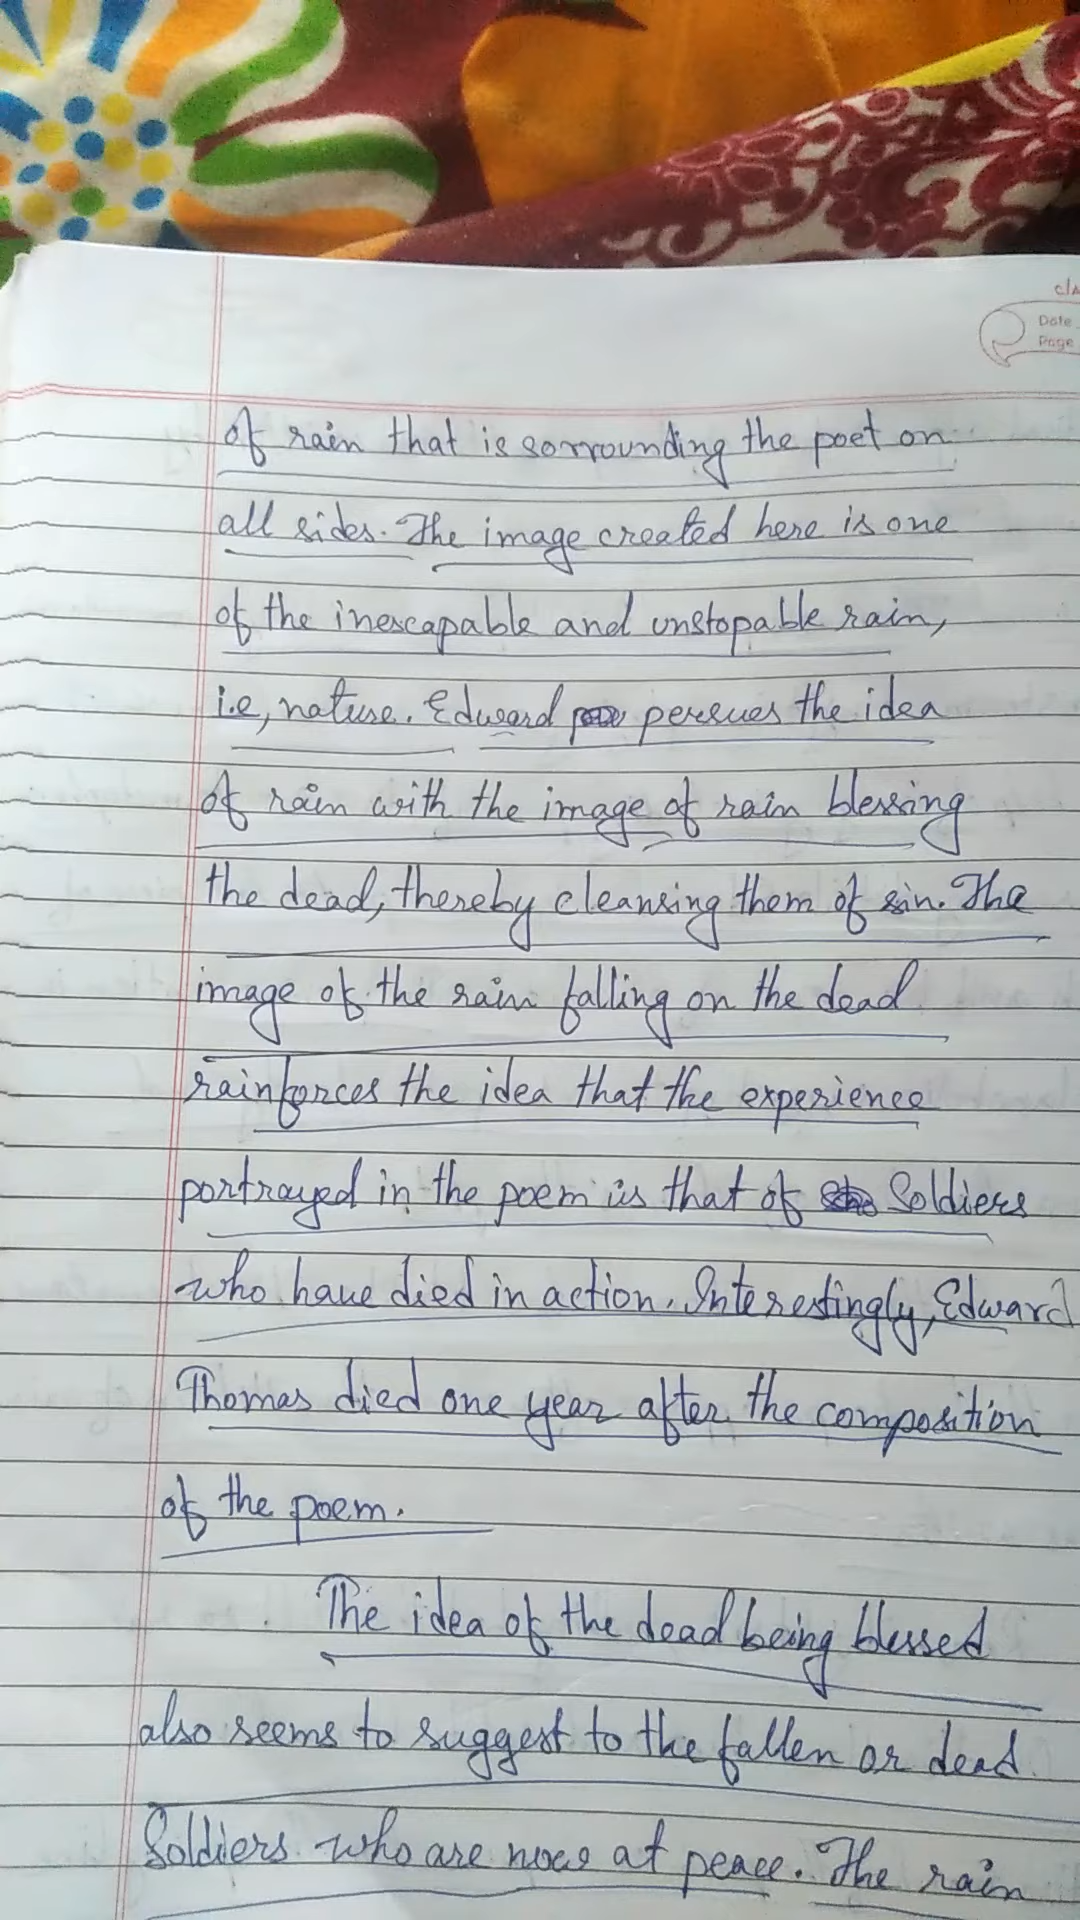 cla
Date
Page
of rain that is sorrounding the poet on
all sides. The image created here is one
of the inescapable and unstopable rain,
i.e, nature. Edward persues the idea
of rain with the image of rain blessing
the dead, thereby cleansing them of sin. The
image of the rain falling on the dead
rainforces the idea that the experience
portrayed in the poem is that of Soldiers
who have died in action. Interestingly, Edward
Thomas died one year after the composition
of the poem.
The idea of the dead being blessed
also seems to suggest to the fallen or dead
Soldiers who are now at peace. The rain